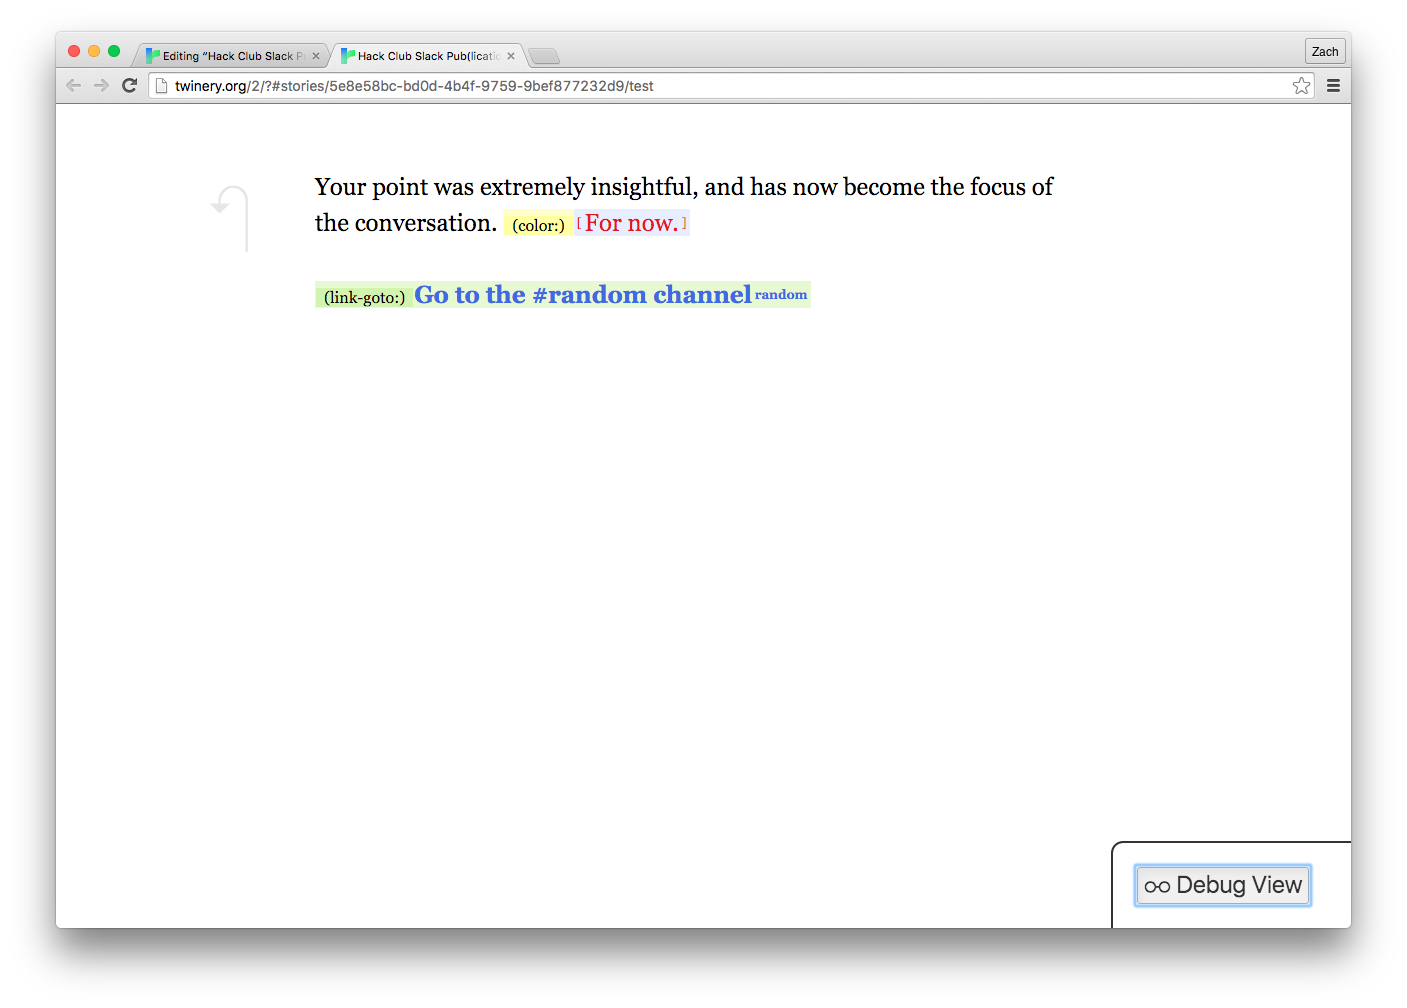 Editing “Hack Club Slack P
Hack Club Slack Pub(licatio
Zach
twinery.org/2/?#stories/5e8e58bc-bd0d-4b4f-9759-9bef877232d9/test
Your point was extremely insightful, and has now become the focus of
the conversation. (color:) [For now.]
(link-goto:) Go to the #random channel random
Debug View